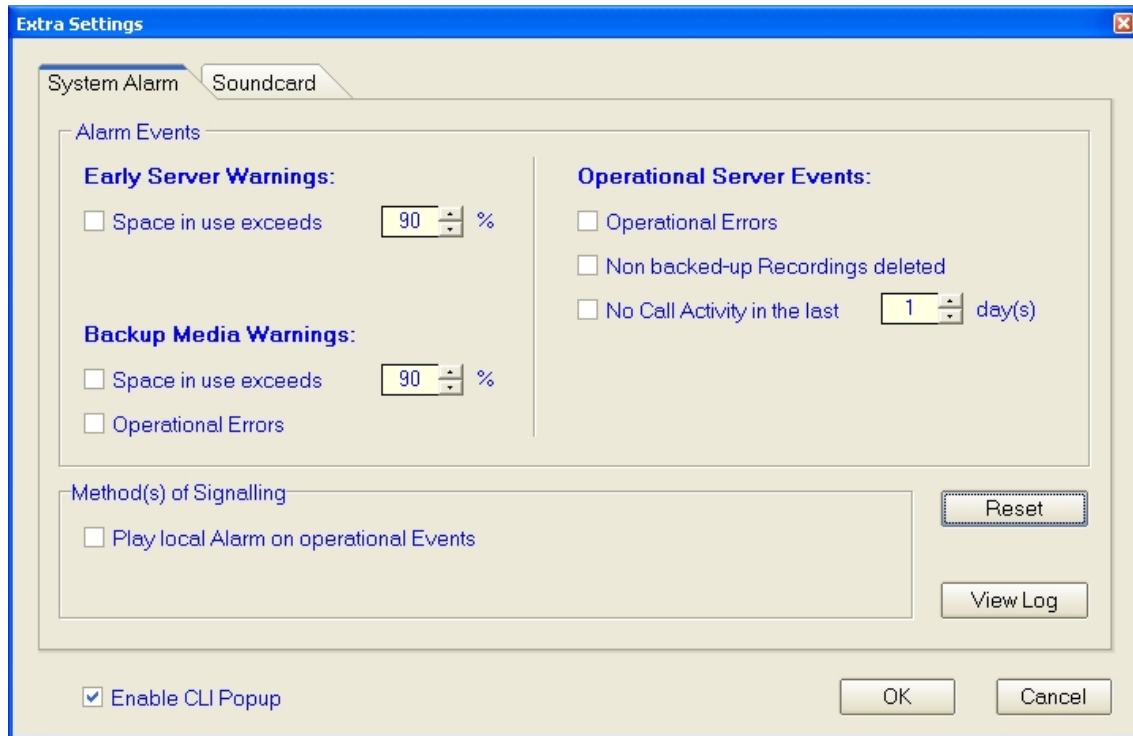 Extra Settings
System Alarm
Soundcard
Alarm Events
Early Server Warnings:
Space in use exceeds 90 %
Backup Media Warnings:
Space in use exceeds 90 %
Operational Errors
Operational Server Events:
Operational Errors
Non backed-up Recordings deleted
No Call Activity in the last 1 day(s)
Method(s) of Signalling
Play local Alarm on operational Events
Reset
View Log
Enable CLI Popup
OK
Cancel